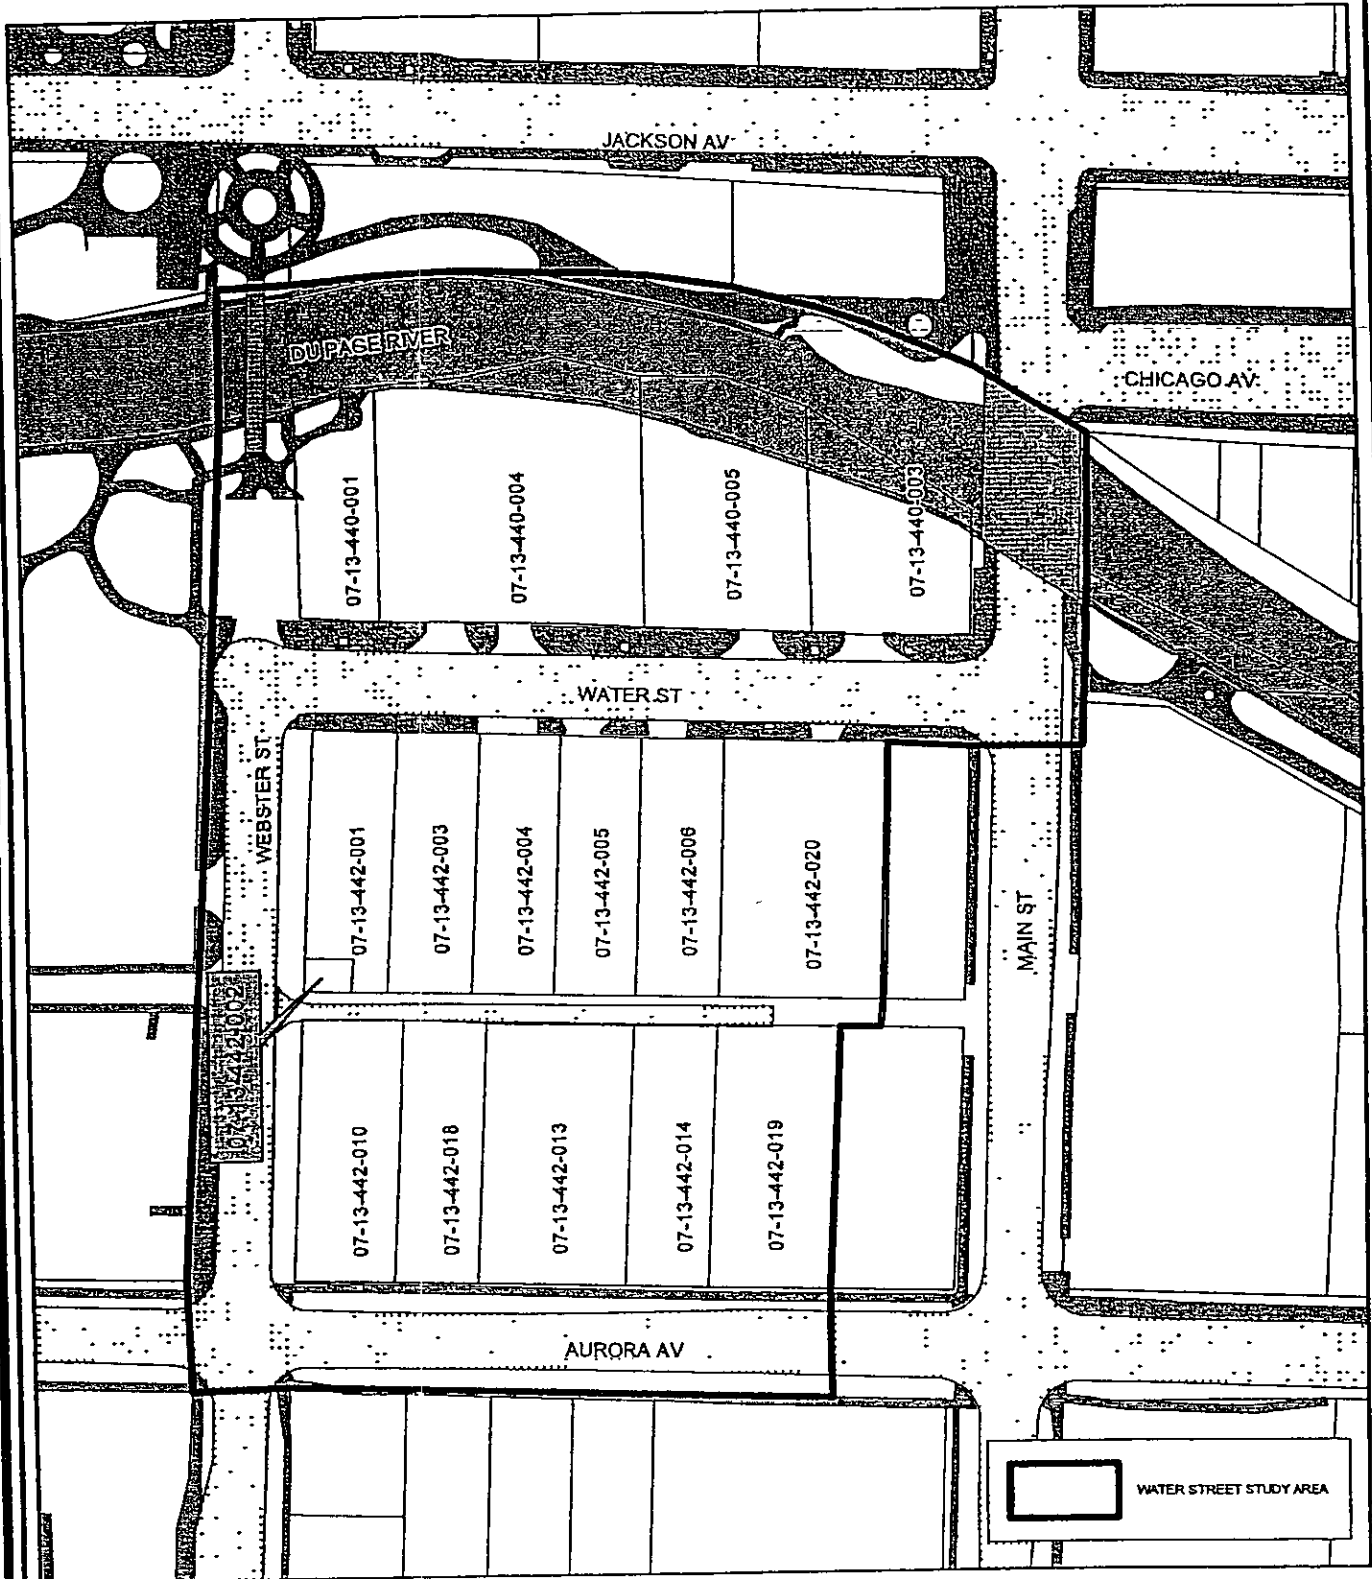 JACKSON AV
DU PAGE RIVER
CHICAGO AV
07-13-440-001
07-13-440-004
07-13-440-005
07-13-440-003
WATER ST
WEBSTER ST
07-13-442-001
07-13-442-003
07-13-442-004
07-13-442-005
07-13-442-006
07-13-442-020
MAIN ST
07-13-442-002
07-13-442-010
07-13-442-018
07-13-442-013
07-13-442-014
07-13-442-019
AURORA AV
WATER STREET STUDY AREA